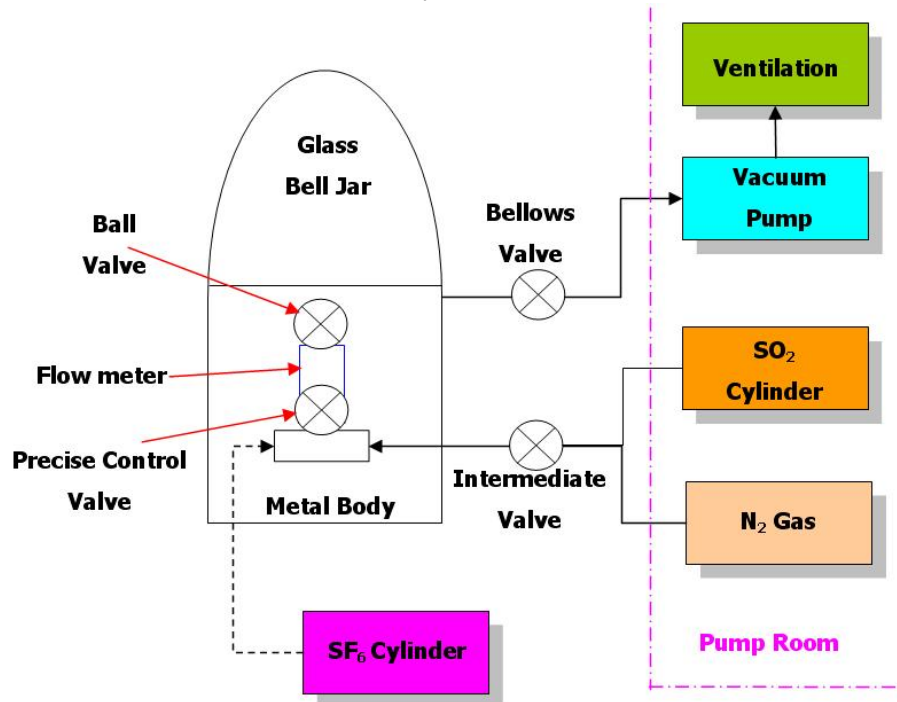 Ventilation
Glass
Bell Jar
Vacuum
Pump
Ball
Valve
Bellows
Valve
Flow meter
SO₂
Cylinder
Precise Control
Valve
Metal Body
Intermediate
Valve
N₂ Gas
SF₆ Cylinder
Pump Room